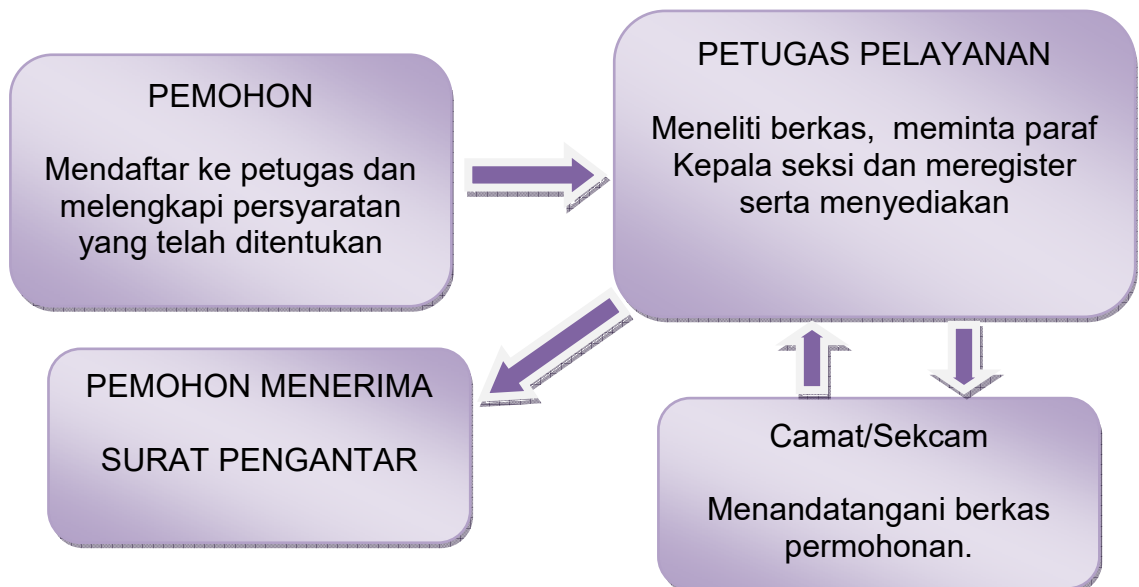 PEMOHON
Mendaftar ke petugas dan
melengkapi persyaratan
yang telah ditentukan
PETUGAS PELAYANAN
Meneliti berkas, meminta paraf
Kepala seksi dan meregister
serta menyediakan
PEMOHON MENERIMA
SURAT PENGANTAR
Camat/Sekcam
Menandatangani berkas
permohonan.